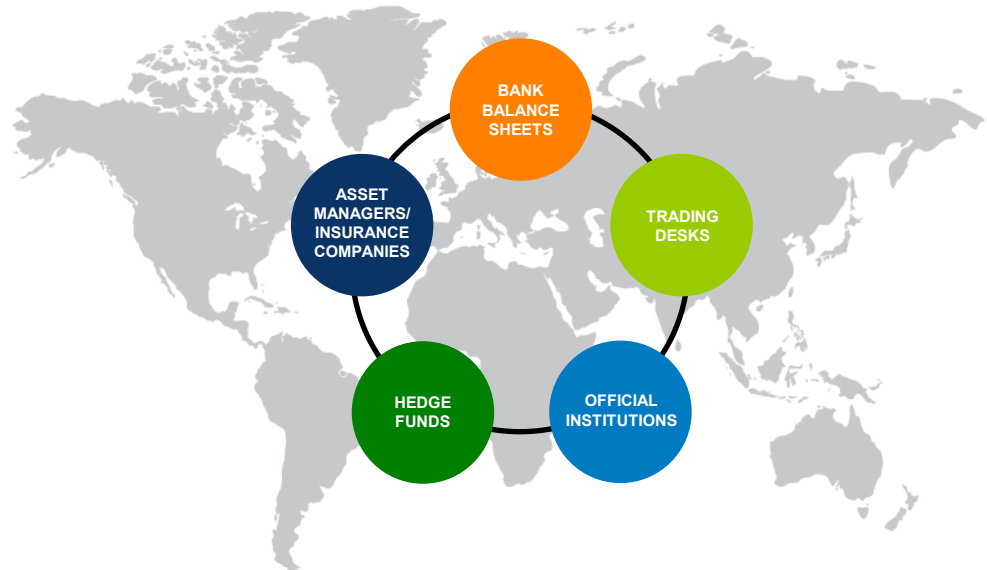 BANK
BALANCE
SHEETS
TRADING
DESKS
OFFICIAL
INSTITUTIONS
HEDGE
FUNDS
ASSET
MANAGERS/
INSURANCE
COMPANIES